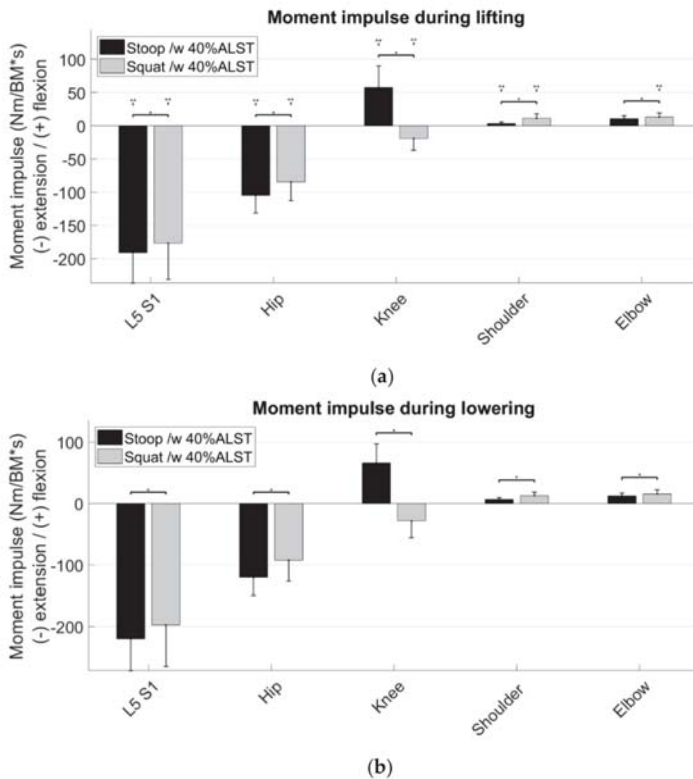 Moment impulse during lifting
Stoop /w 40%ALST
Squat /w 40%ALST
Moment impulse (Nm/BM*s)
(-) extension / (+) flexion
100
50
0
-50
-100
-150
-200
L5 S1
Hip
Knee
Shoulder
Elbow
(a)
Moment impulse during lowering
Stoop /w 40%ALST
Squat /w 40%ALST
Moment impulse (Nm/BM*s)
(-) extension / (+) flexion
100
0
-100
-200
L5 S1
Hip
Knee
Shoulder
Elbow
(b)